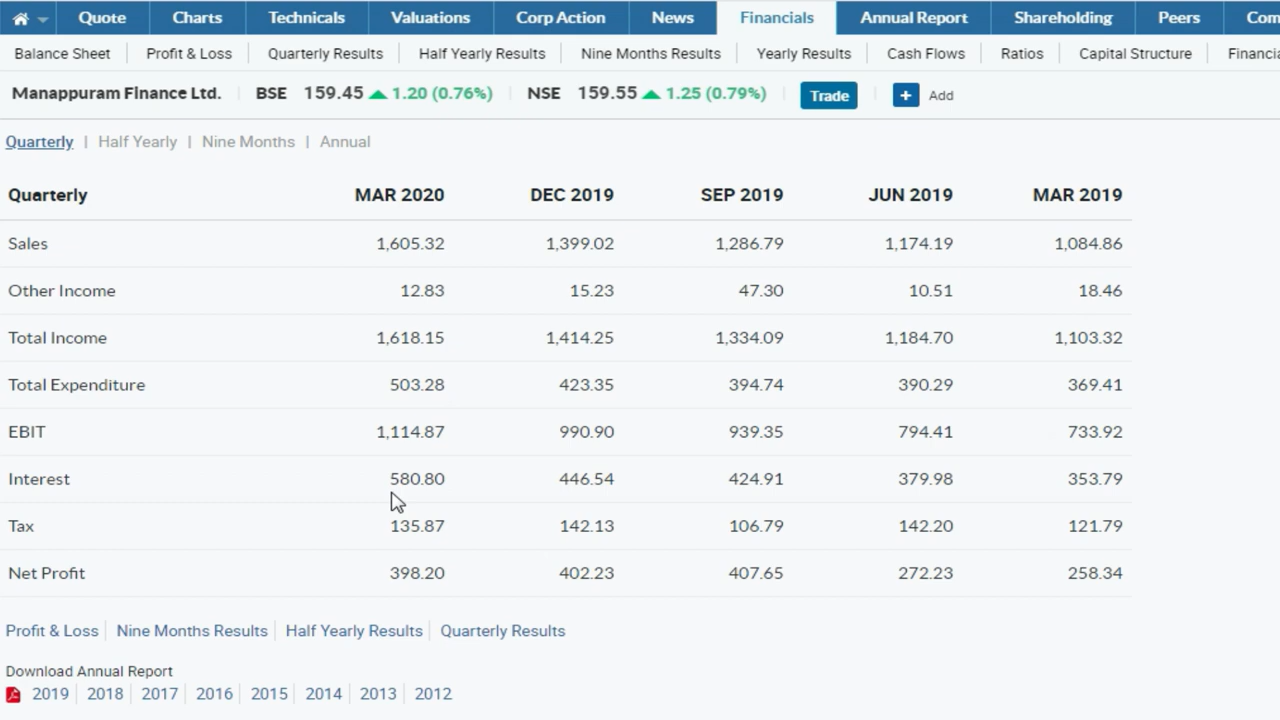 Quote Charts Technicals Valuations Corp Action News Financials Annual Report Shareholding Peers Com
Balance Sheet Profit & Loss Quarterly Results Half Yearly Results Nine Months Results Yearly Results Cash Flows Ratios Capital Structure Financia
Manappuram Finance Ltd. BSE 159.45 1.20 (0.76%) NSE 159.55 1.25 (0.79%) Trade + Add
Quarterly | Half Yearly | Nine Months | Annual
Quarterly MAR 2020 DEC 2019 SEP 2019 JUN 2019 MAR 2019
Sales 1,605.32 1,399.02 1,286.79 1,174.19 1,084.86
Other Income 12.83 15.23 47.30 10.51 18.46
Total Income 1,618.15 1,414.25 1,334.09 1,184.70 1,103.32
Total Expenditure 503.28 423.35 394.74 390.29 369.41
EBIT 1,114.87 990.90 939.35 794.41 733.92
Interest 580.80 446.54 424.91 379.98 353.79
Tax 135.87 142.13 106.79 142.20 121.79
Net Profit 398.20 402.23 407.65 272.23 258.34
Profit & Loss Nine Months Results Half Yearly Results Quarterly Results
Download Annual Report
2019 2018 2017 2016 2015 2014 2013 2012